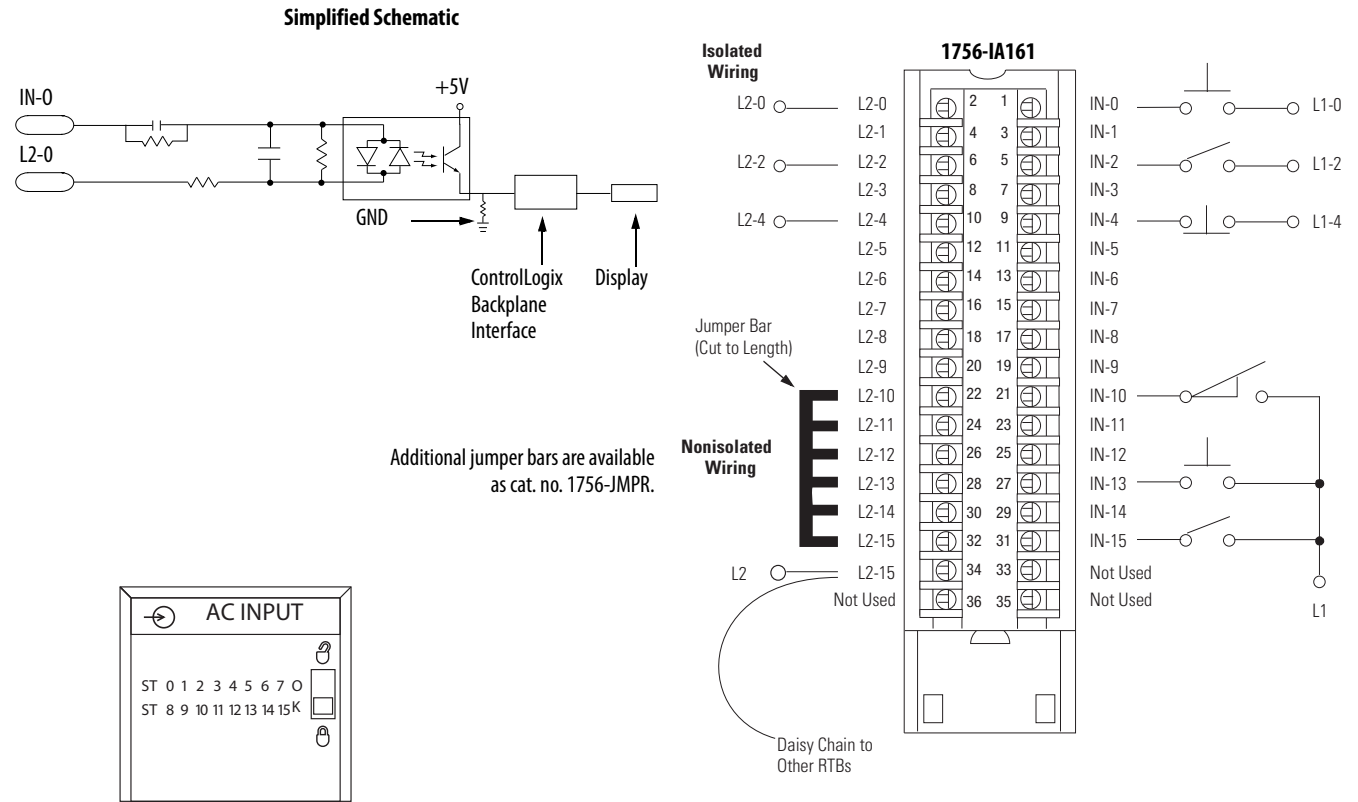 Simplified Schematic
IN-0
L2-0
+5V
GND
ControlLogix
Backplane
Interface
Display
Additional jumper bars are available
as cat. no. 1756-JMPR.
AC INPUT
ST 0 1 2 3 4 5 6 7 O
ST 8 9 10 11 12 13 14 15 K
Isolated
Wiring
1756-IA161
L2-0 L2-0 2 1 IN-0 L1-0
L2-1 4 3 IN-1
L2-2 L2-2 6 5 IN-2 L1-2
L2-3 8 7 IN-3
L2-4 L2-4 10 9 IN-4 L1-4
L2-5 12 11 IN-5
L2-6 14 13 IN-6
L2-7 16 15 IN-7
L2-8 18 17 IN-8
L2-9 20 19 IN-9
L2-10 22 21 IN-10
L2-11 24 23 IN-11
L2-12 26 25 IN-12
L2-13 28 27 IN-13
L2-14 30 29 IN-14
L2-15 32 31 IN-15
L2 L2-15 34 33 Not Used
Not Used 36 35 Not Used
L1
Jumper Bar
(Cut to Length)
Nonisolated
Wiring
Daisy Chain to
Other RTBs